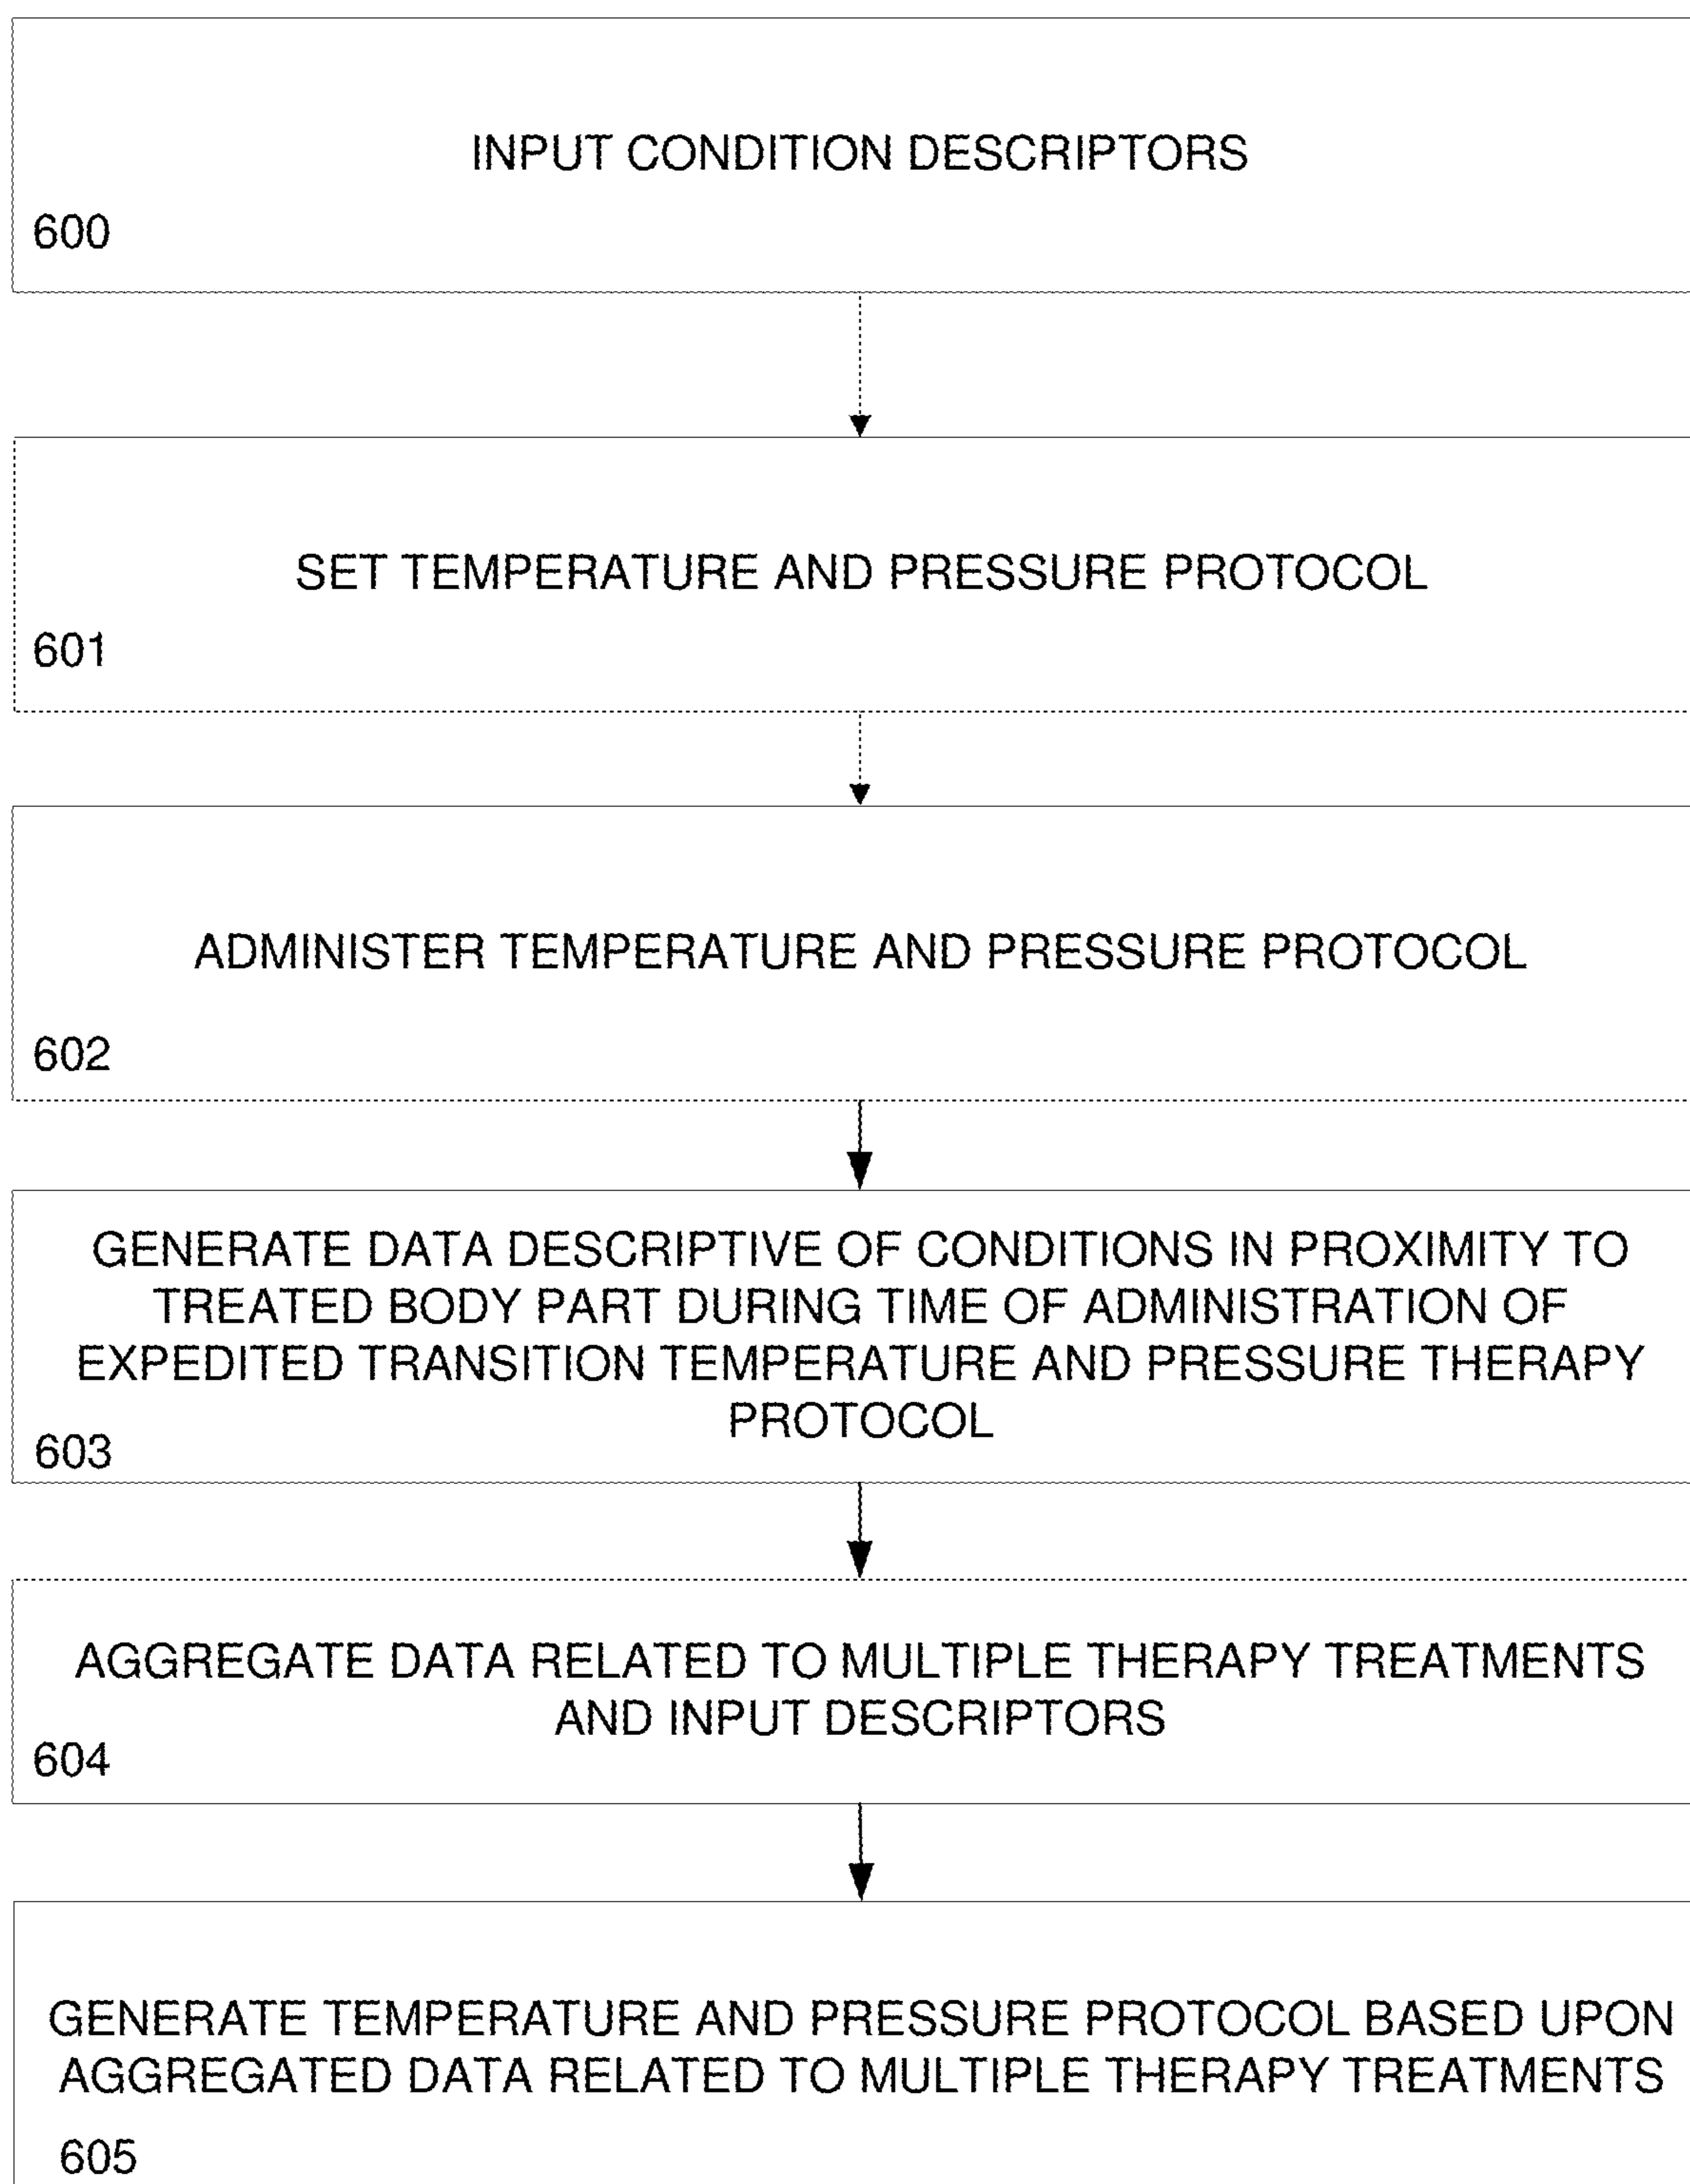 INPUT CONDITION DESCRIPTORS
600
SET TEMPERATURE AND PRESSURE PROTOCOL
601
ADMINISTER TEMPERATURE AND PRESSURE PROTOCOL
602
GENERATE DATA DESCRIPTIVE OF CONDITIONS IN PROXIMITY TO
TREATED BODY PART DURING TIME OF ADMINISTRATION OF
EXPEDITED TRANSITION TEMPERATURE AND PRESSURE THERAPY
PROTOCOL
603
AGGREGATE DATA RELATED TO MULTIPLE THERAPY TREATMENTS
AND INPUT DESCRIPTORS
604
GENERATE TEMPERATURE AND PRESSURE PROTOCOL BASED UPON
AGGREGATED DATA RELATED TO MULTIPLE THERAPY TREATMENTS
605